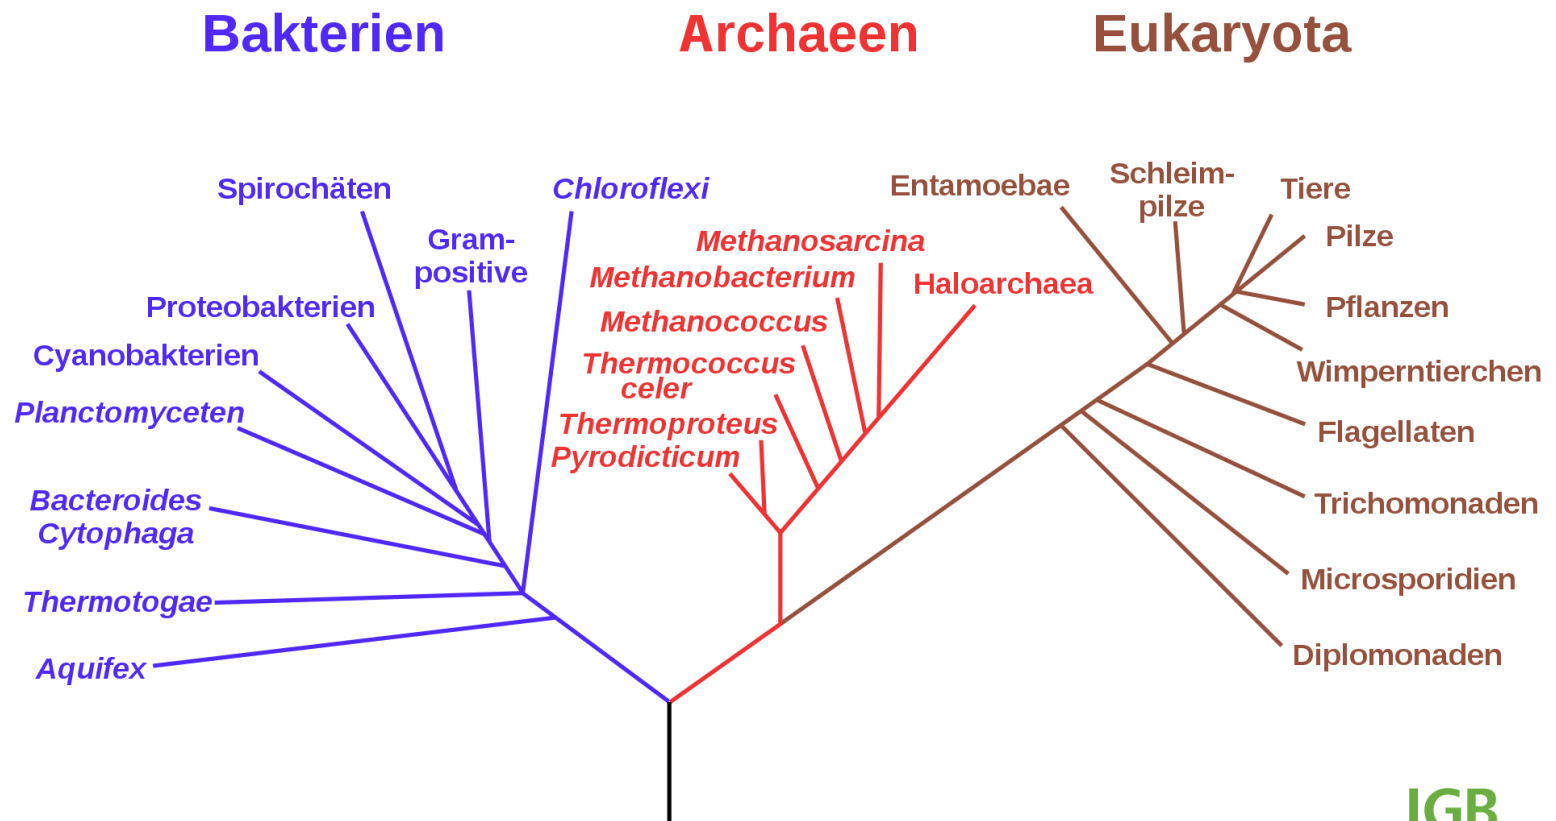 Bakterien
Archaeen
Eukaryota
Spirochäten
Gram-
positive
Chloroflexi
Proteobakterien
Cyanobakterien
Planctomyceten
Bacteroides
Cytophaga
Thermotogae
Aquifex
Methanosarcina
Methanobacterium
Haloarchaea
Methanococcus
Thermococcus
celer
Thermoproteus
Pyrodicticum
Entamoebae
Schleim-
pilze
Tiere
Pilze
Pflanzen
Wimperntierchen
Flagellaten
Trichomonaden
Microsporidien
Diplomonaden
IGB